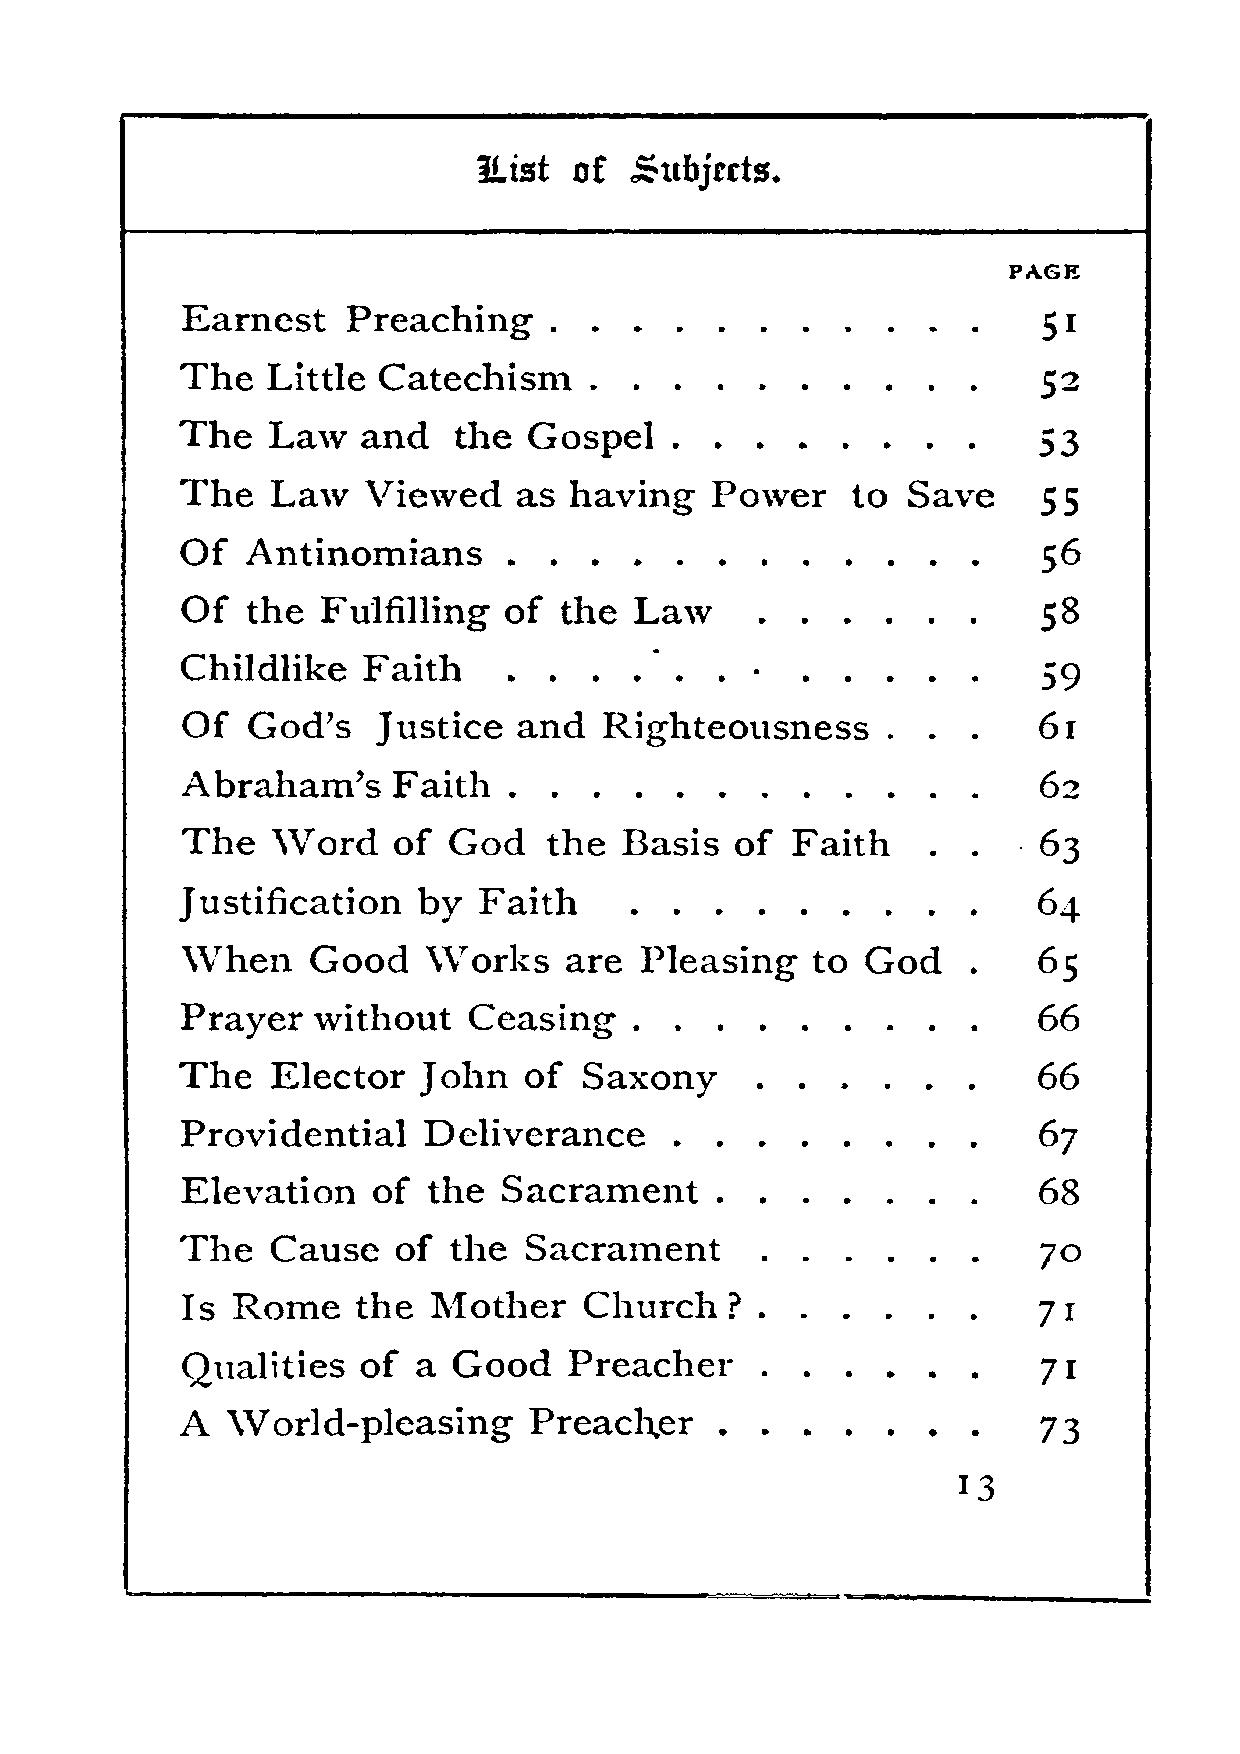 List of Subjects.
PAGE
Earnest Preaching . . . . . . . . . . . 51
The Little Catechism . . . . . . . . . . 52
The Law and the Gospel . . . . . . . . 53
The Law Viewed as having Power to Save 55
Of Antinomians . . . . . . . . . . . . 56
Of the Fulfilling of the Law . . . . . . 58
Childlike Faith . . . . . . . . . . . . 59
Of God's Justice and Righteousness . . . 61
Abraham's Faith . . . . . . . . . . . . 62
The Word of God the Basis of Faith . . 63
Justification by Faith . . . . . . . . . 64
When Good Works are Pleasing to God . 65
Prayer without Ceasing . . . . . . . . . 66
The Elector John of Saxony . . . . . . 66
Providential Deliverance . . . . . . . . 67
Elevation of the Sacrament . . . . . . . 68
The Cause of the Sacrament . . . . . . 70
Is Rome the Mother Church ? . . . . . . 71
Qualities of a Good Preacher . . . . . . 71
A World-pleasing Preacher . . . . . . . 73
13